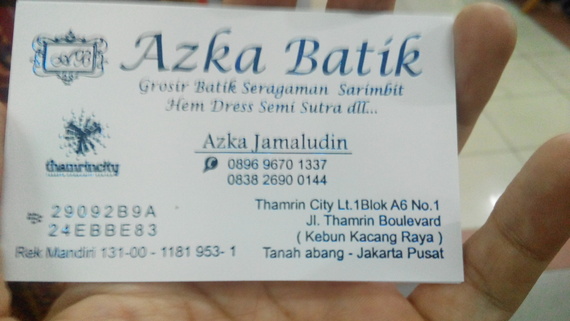 Azka Batik
Grosir Batik Seragaman Sarimbit
Hem Dress Semi Sutra dll...
thamrincity
Azka Jamaludin
0896 9670 1337
0838 2690 0144
29092B9A
24EBBE83
Rek Mandiri 131-00 - 1181 953- 1
Thamrin City Lt.1Blok A6 No.1
Jl. Thamrin Boulevard
( Kebun Kacang Raya )
Tanah abang - Jakarta Pusat